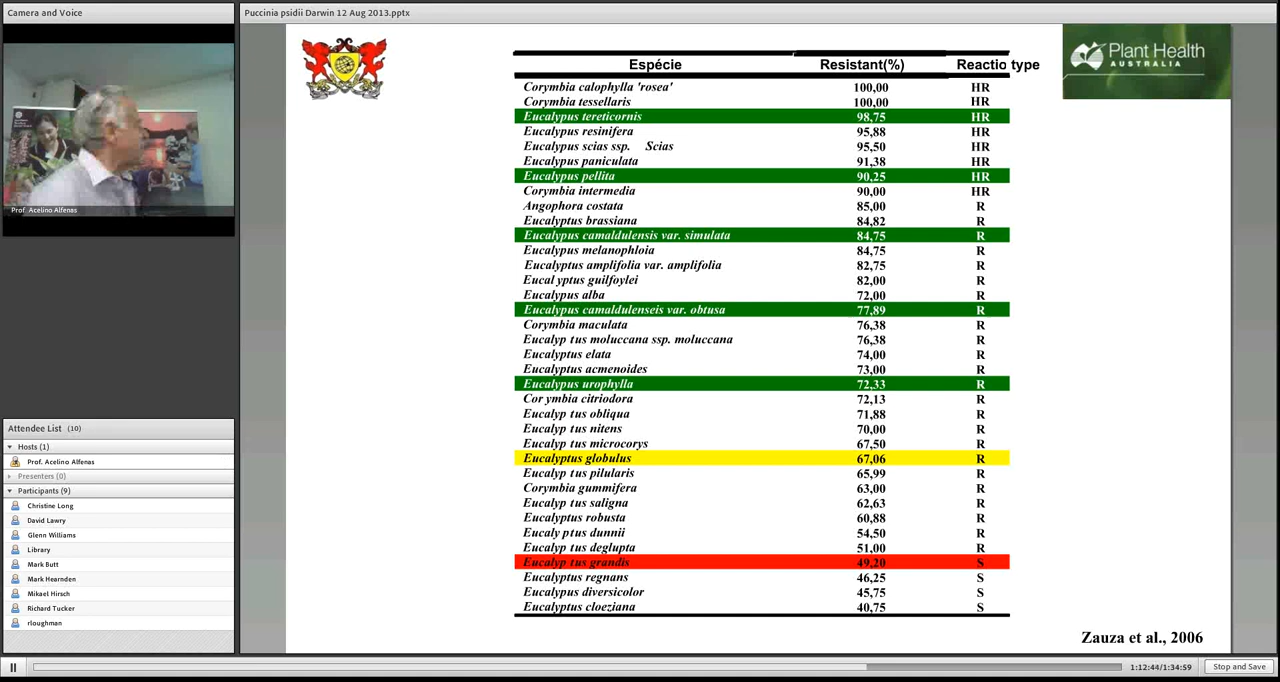 Camera and Voice
Prof. Acelino Alfenas
Attendee List (10)
Hosts (1)
Prof. Acelino Alfenas
Presenters (0)
Participants (9)
Christine Long
David Lawry
Glenn Williams
Library
Mark Butt
Mark Hearnden
Mikael Hirsch
Richard Tucker
rloughman
Puccinia psidii Darwin 12 Aug 2013.pptx
Plant Health
AUSTRALIA
Espécie Resistant(%) Reactio type
Corymbia calophylla 'rosea' 100,00 HR
Corymbia tessellaris 100,00 HR
Eucalypus tereticornis 98,75 HR
Eucalypus resinifera 95,88 HR
Eucalypus scias ssp. Scias 95,50 HR
Eucalypus paniculata 91,38 HR
Eucalypus pellita 90,25 HR
Corymbia intermedia 90,00 HR
Angophora costata 85,00 R
Eucalyptus brassiana 84,82 R
Eucalypus camaldulensis var. simulata 84,75 R
Eucalypus melanophloia 84,75 R
Eucalyptus amplifolia var. amplifolia 82,75 R
Eucal yptus guilfoylei 82,00 R
Eucalypus alba 72,00 R
Eucalypus camaldulenseis var. obtusa 77,89 R
Corymbia maculata 76,38 R
Eucalyp tus moluccana ssp. moluccana 76,38 R
Eucalyptus elata 74,00 R
Eucalyptus acmenoides 73,00 R
Eucalypus urophylla 72,33 R
Cor ymbia citriodora 72,13 R
Eucalyp tus obliqua 71,88 R
Eucalyp tus nitens 70,00 R
Eucalyp tus microcorys 67,50 R
Eucalyptus globulus 67,06 R
Eucalyp tus pilularis 65,99 R
Corymbia gummifera 63,00 R
Eucalyp tus saligna 62,63 R
Eucalyptus robusta 60,88 R
Eucaly ptus dunnii 54,50 R
Eucalyp tus deglupta 51,00 R
Eucalyp tus grandis 49,20 S
Eucalyptus regnans 46,25 S
Eucalypus diversicolor 45,75 S
Eucalyptus cloeziana 40,75 S
Zauza et al., 2006
1:12:44/1:34:59
Stop and Save